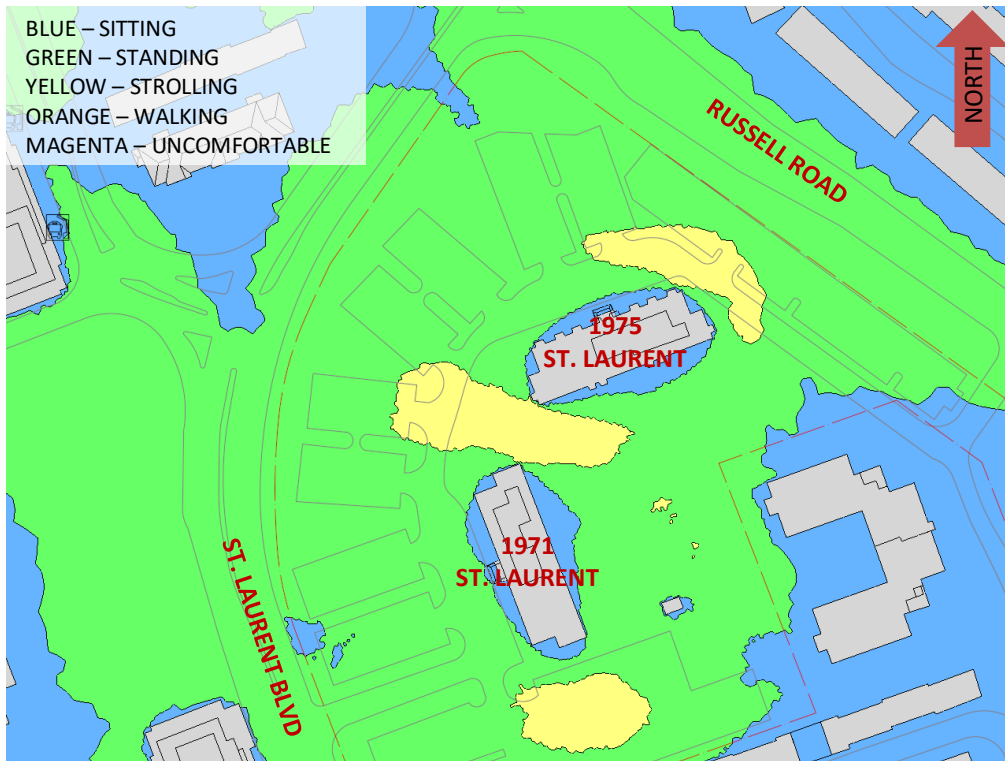 BLUE – SITTING
GREEN – STANDING
YELLOW – STROLLING
ORANGE – WALKING
MAGENTA – UNCOMFORTABLE
NORTH
RUSSELL ROAD
1975
ST. LAURENT
1971
ST. LAURENT
ST. LAURENT BLVD